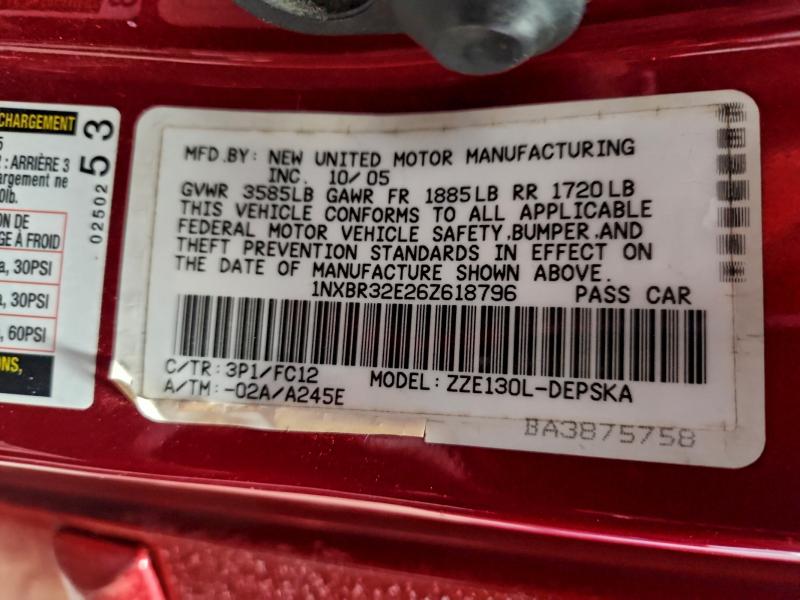 CHARGEMENT
5
R : ARRIÈRE 3
argement ne
0lb.
ON DE
GE À FROID
a, 30PSI
a, 30PSI
a, 60PSI
ONS,
02502 53
MFD.BY: NEW UNITED MOTOR MANUFACTURING
INC. 10/05
GVWR 3585LB GAWR FR 1885LB RR 1720LB
THIS VEHICLE CONFORMS TO ALL APPLICABLE
FEDERAL MOTOR VEHICLE SAFETY,BUMPER,AND
THEFT PREVENTION STANDARDS IN EFFECT ON
THE DATE OF MANUFACTURE SHOWN ABOVE.
1NXBR32E26Z618796 PASS CAR
C/TR:3P1/FC12
A/TM:-02A/A245E MODEL: ZZE130L-DEPSKA
BA3875758